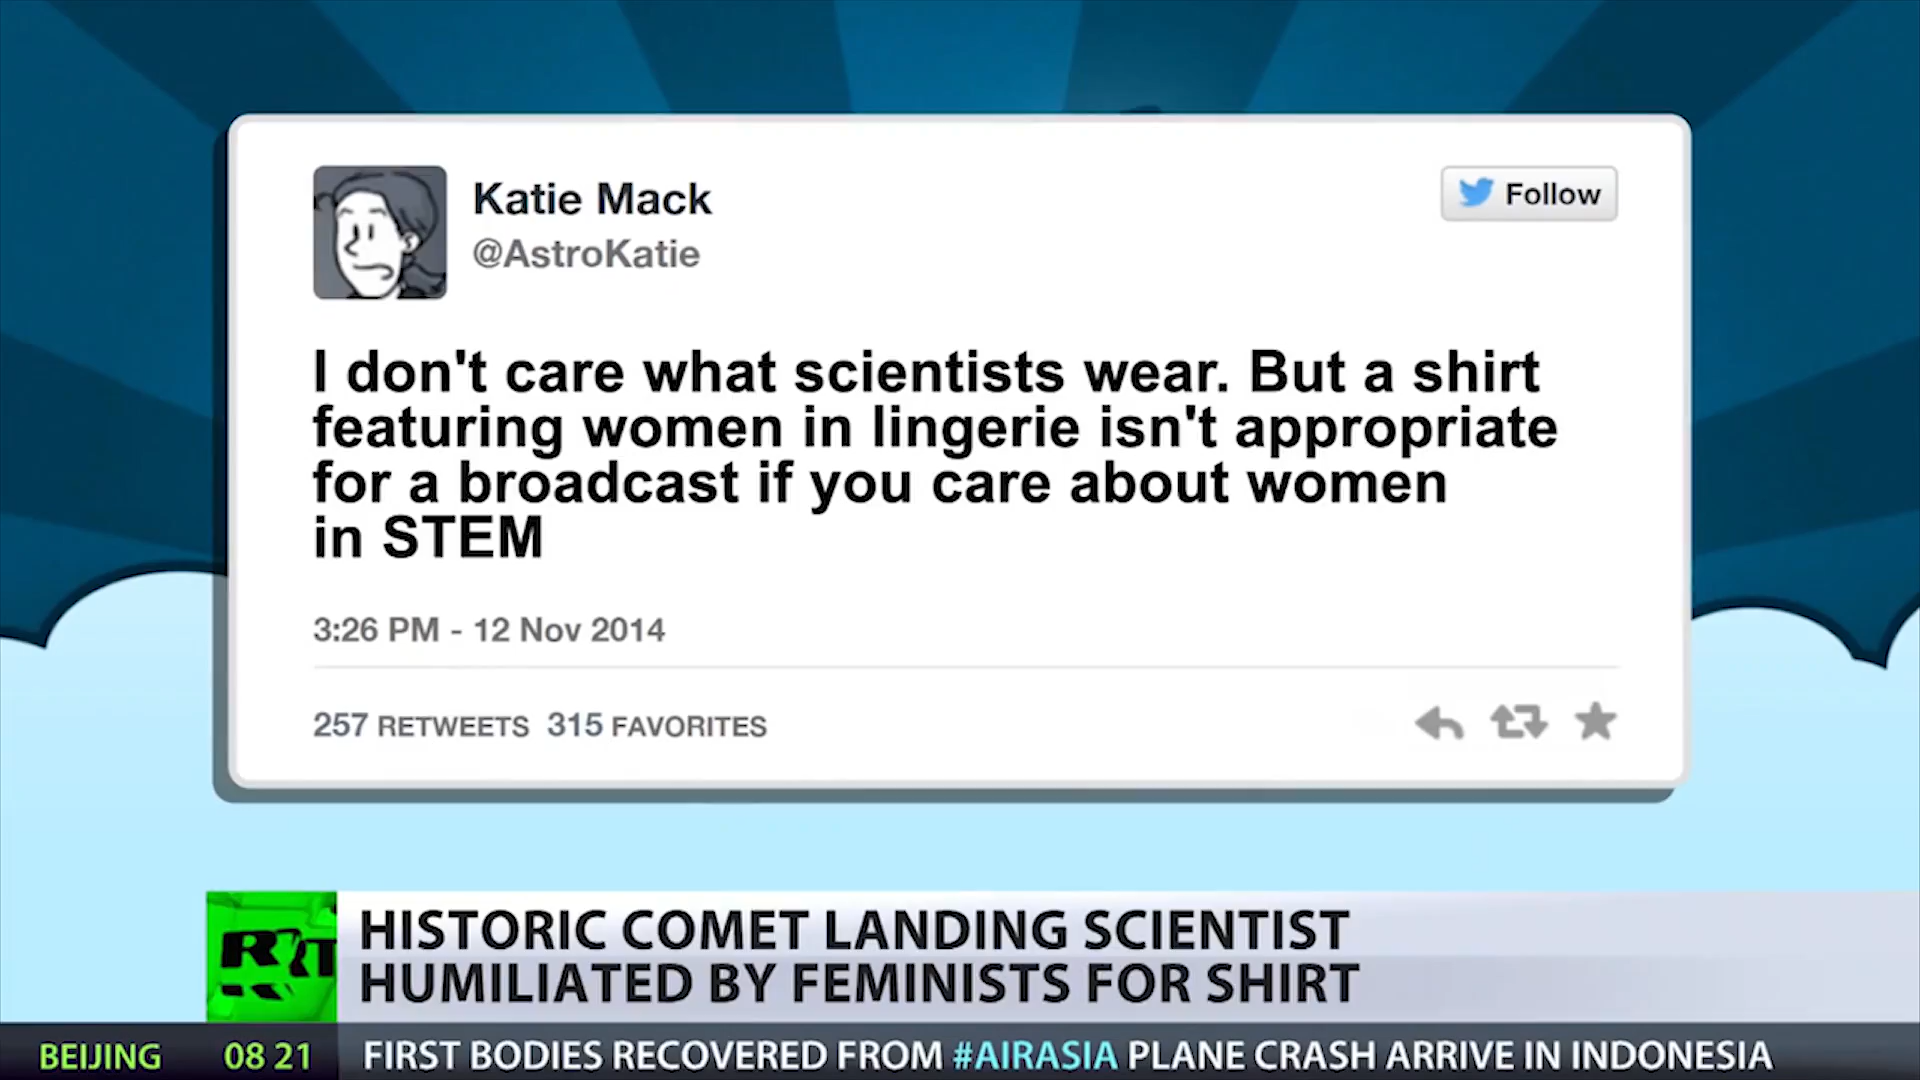 Katie Mack
@AstroKatie
Follow
I don't care what scientists wear. But a shirt
featuring women in lingerie isn't appropriate
for a broadcast if you care about women
in STEM
3:26 PM - 12 Nov 2014
257 RETWEETS 315 FAVORITES
RT
HISTORIC COMET LANDING SCIENTIST
HUMILIATED BY FEMINISTS FOR SHIRT
BEIJING 08 21 FIRST BODIES RECOVERED FROM #AIRASIA PLANE CRASH ARRIVE IN INDONESIA